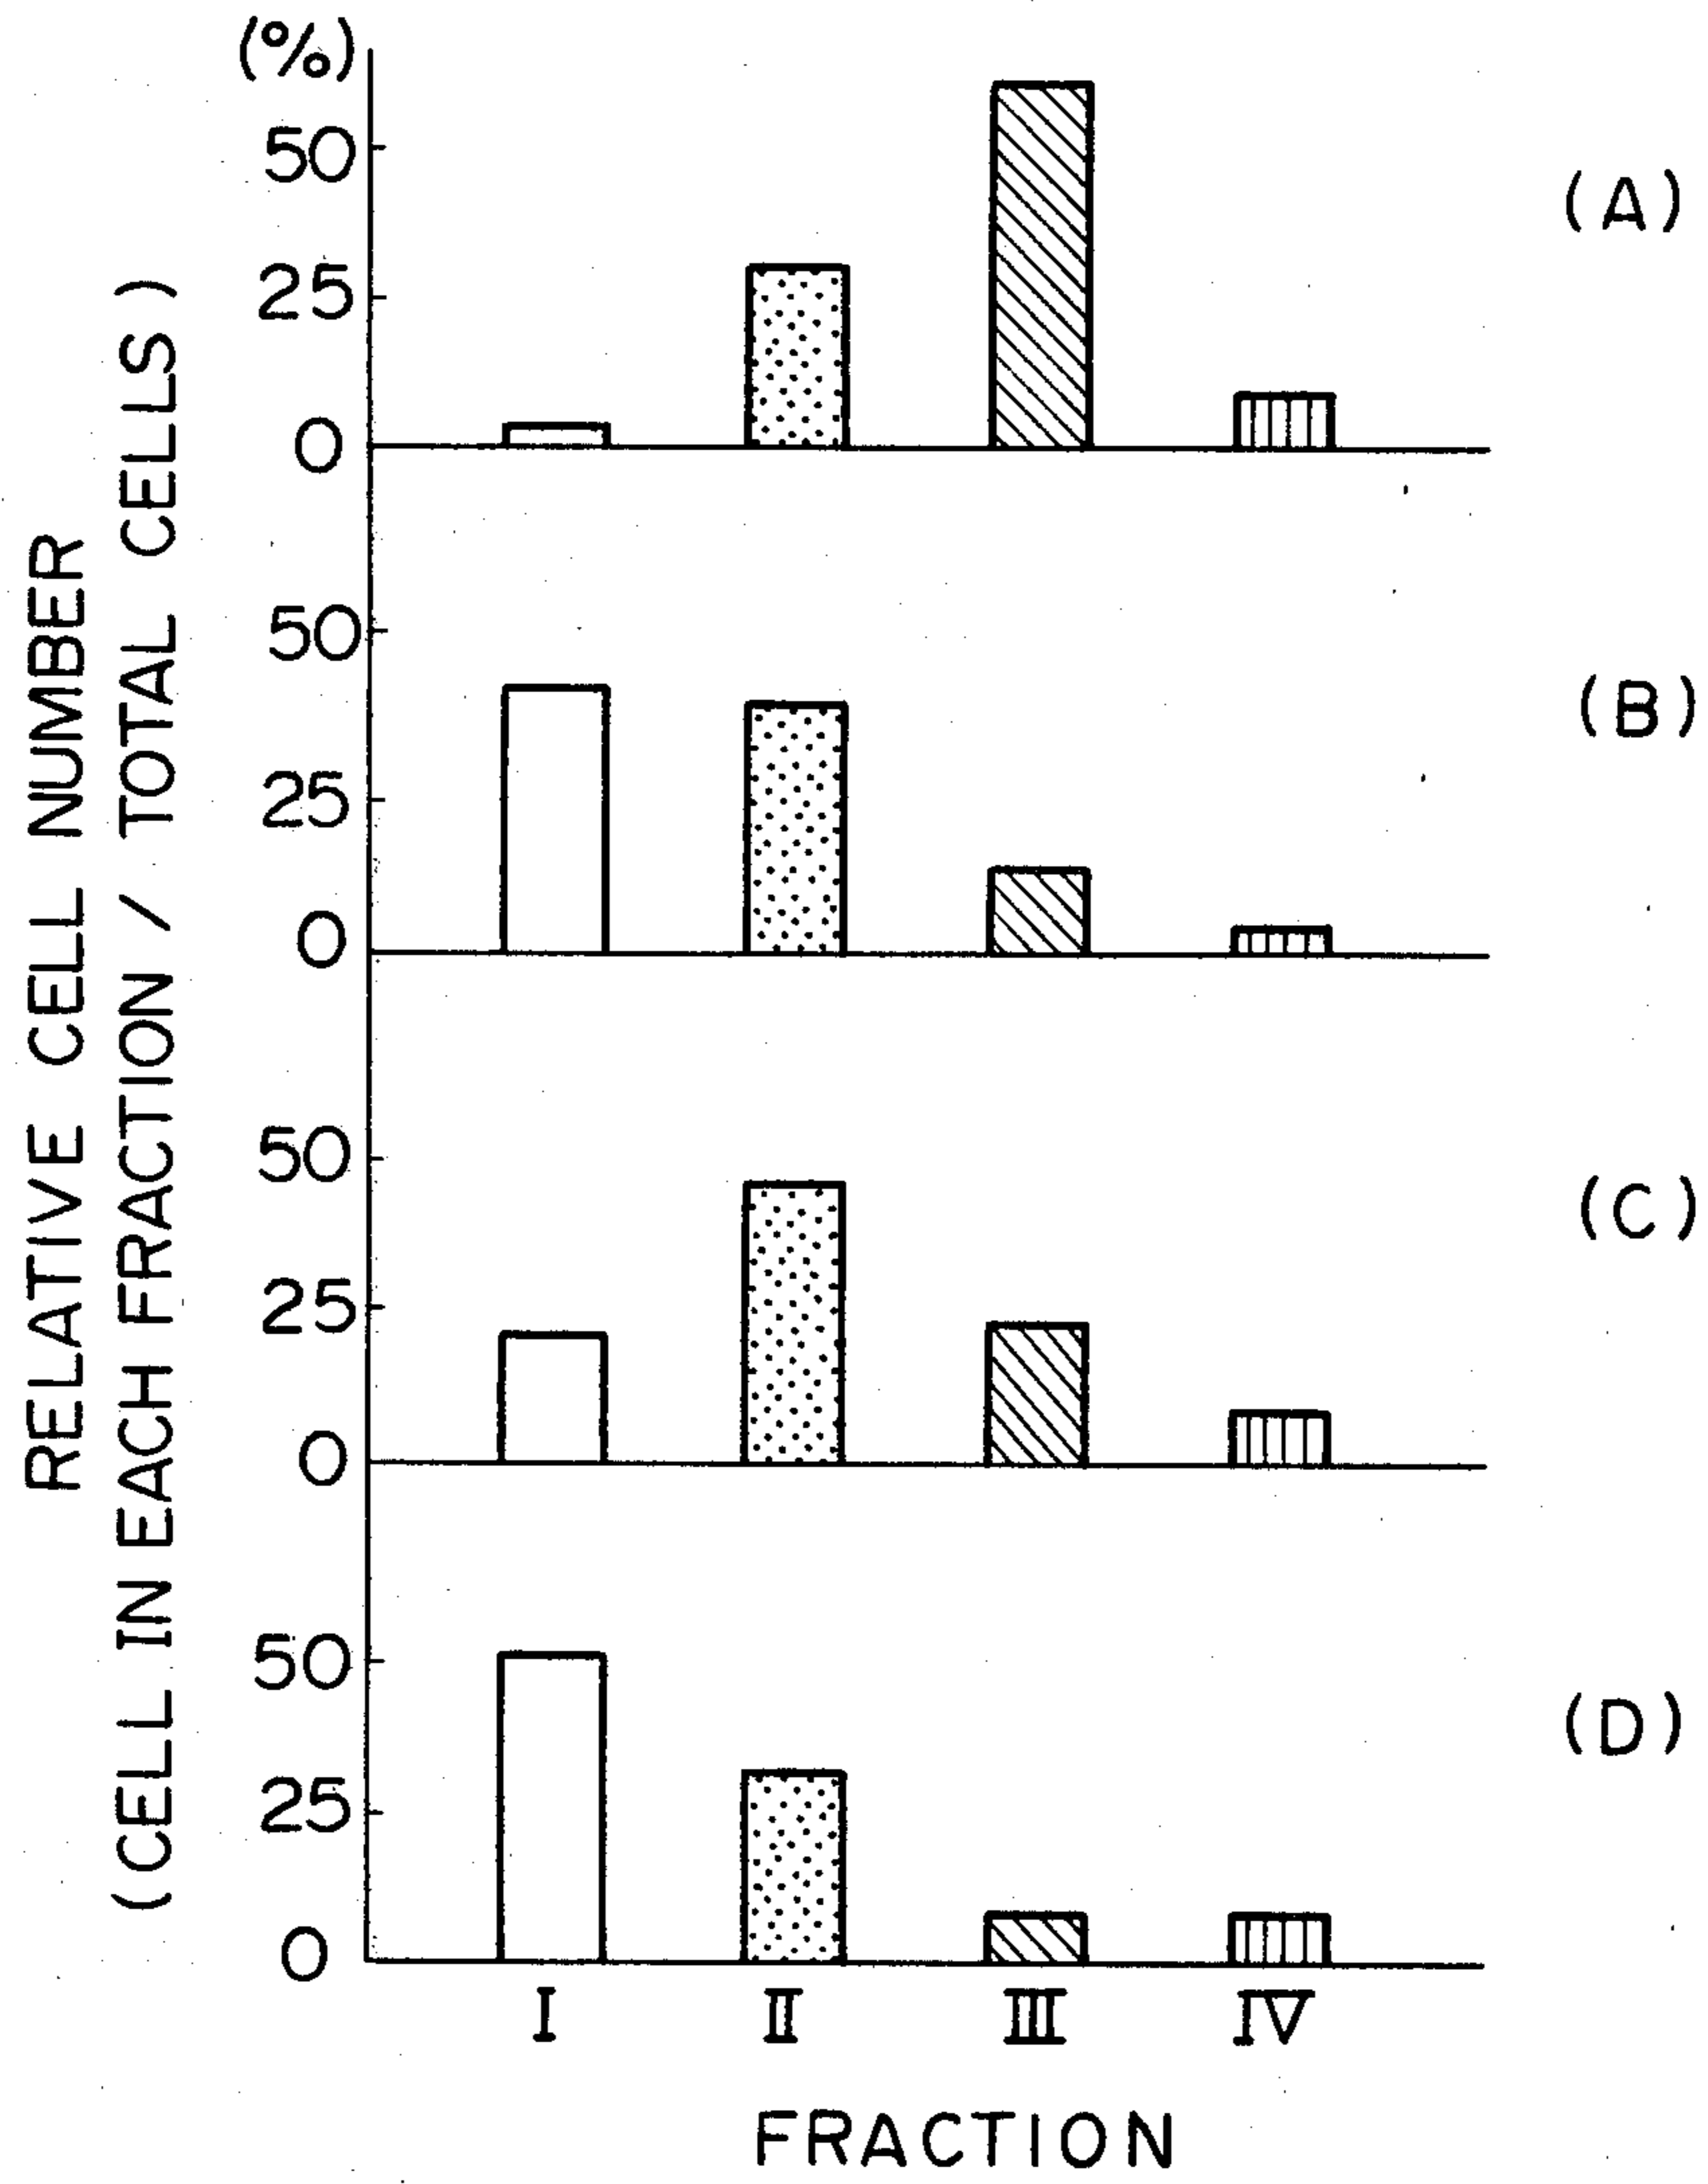 RELATIVE CELL NUMBER
(CELL IN EACH FRACTION / TOTAL CELLS)
(%)
50
25
0
(A)
50
25
0
(B)
50
25
0
(C)
50
25
0
(D)
I II III IV
FRACTION